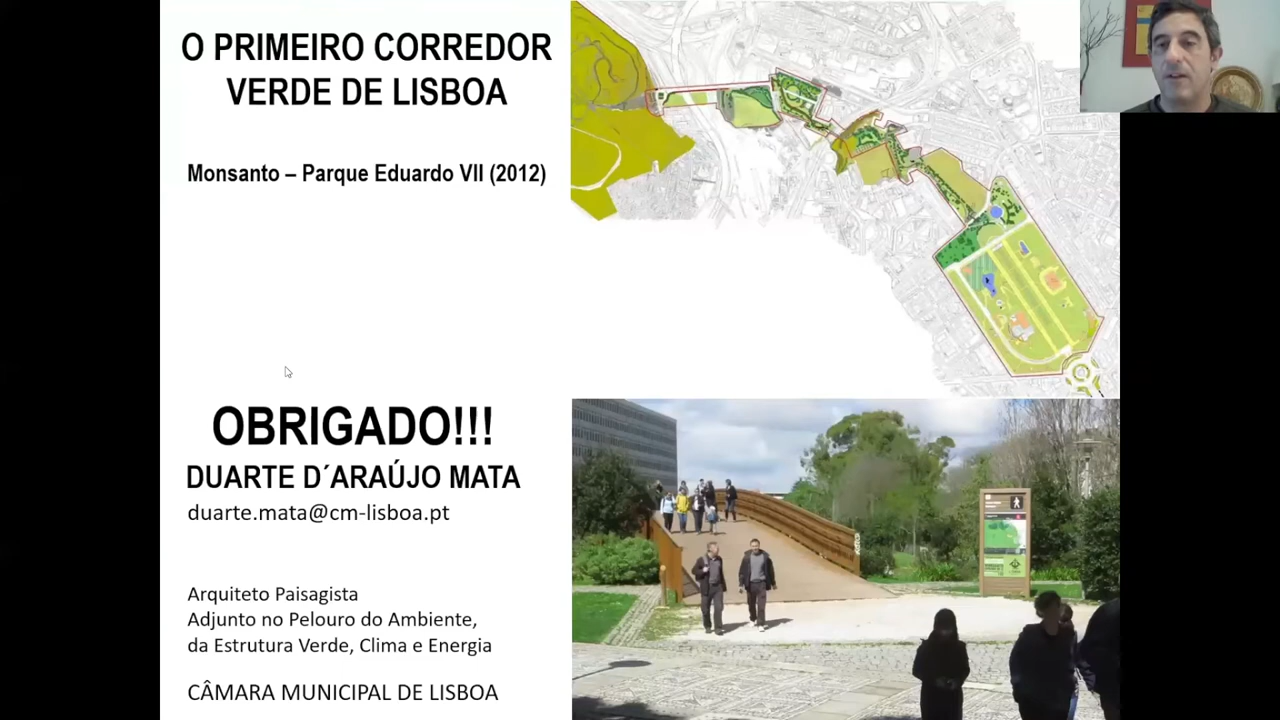 O PRIMEIRO CORREDOR
VERDE DE LISBOA
Monsanto – Parque Eduardo VII (2012)
OBRIGADO!!!
DUARTE D´ARAÚJO MATA
duarte.mata@cm-lisboa.pt
Arquiteto Paisagista
Adjunto no Pelouro do Ambiente,
da Estrutura Verde, Clima e Energia
CÂMARA MUNICIPAL DE LISBOA